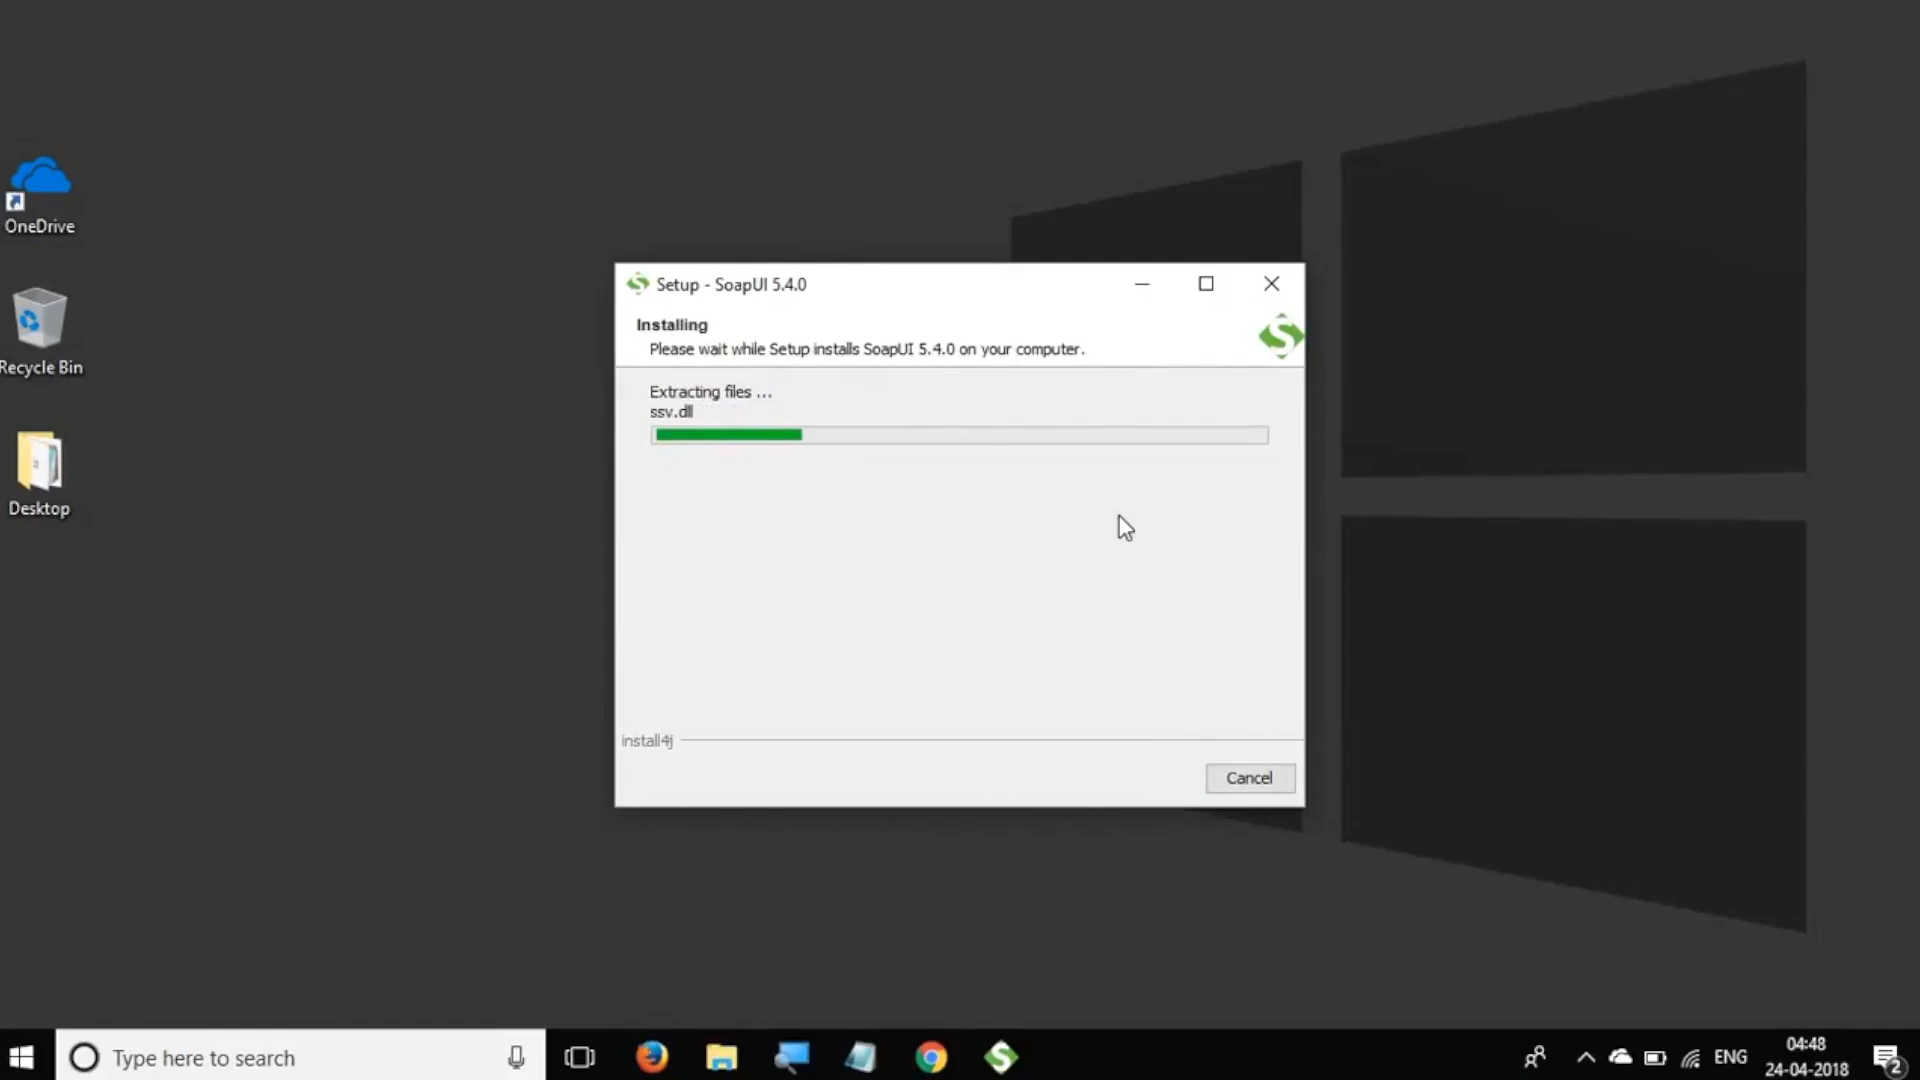 OneDrive
Recycle Bin
Desktop
Setup - SoapUI 5.4.0
Installing
Please wait while Setup installs SoapUI 5.4.0 on your computer.
Extracting files ...
ssv.dll
install4j
Cancel
Type here to search
ENG
04:48
24-04-2018
2